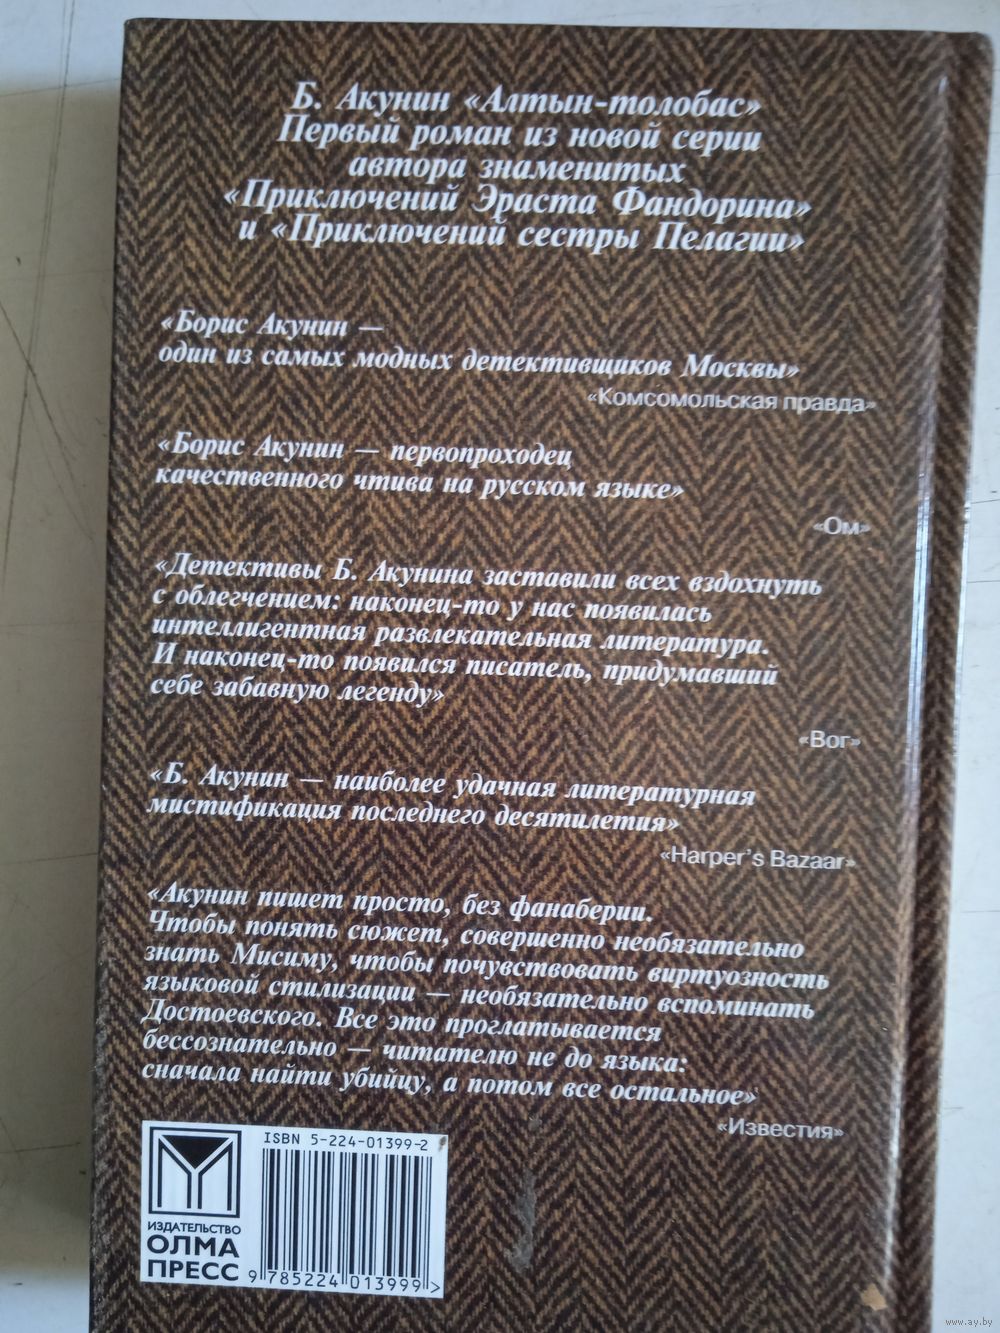 Б. Акунин «Алтын-толобас»
Первый роман из новой серии
автора знаменитых
«Приключений Эраста Фандорина»
и «Приключений сестры Пелагии»
«Борис Акунин —
один из самых модных детективщиков Москвы»
«Комсомольская правда»
«Борис Акунин — первопроходец
качественного чтива на русском языке»
«Ом»
«Детективы Б. Акунина заставили всех вздохнуть
с облегчением: наконец-то у нас появилась
интеллигентная развлекательная литература.
И наконец-то появился писатель, придумавший
себе забавную легенду»
«Вог»
«Б. Акунин — наиболее удачная литературная
мистификация последнего десятилетия»
«Harper's Bazaar»
«Акунин пишет просто, без фанаберии.
Чтобы понять сюжет, совершенно необязательно
знать Мисиму, чтобы почувствовать виртуозность
языковой стилизации — необязательно вспоминать
Достоевского. Все это проглатывается
бессознательно — читателю не до языка:
сначала найти убийцу, а потом все остальное»
«Известия»
ISBN 5-224-01399-2
ИЗДАТЕЛЬСТВО
ОЛМА
ПРЕСС
9 785224 013999 >
www.ay.by